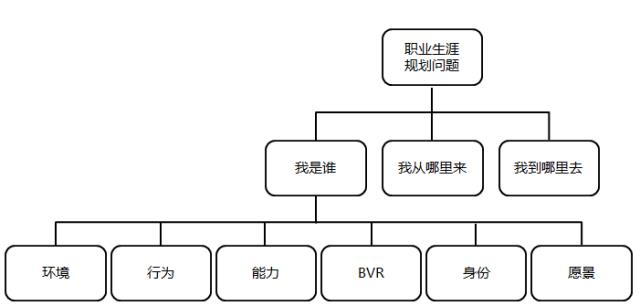 职业生涯
规划问题
我是谁
我从哪里来
我到哪里去
环境
行为
能力
BVR
身份
愿景